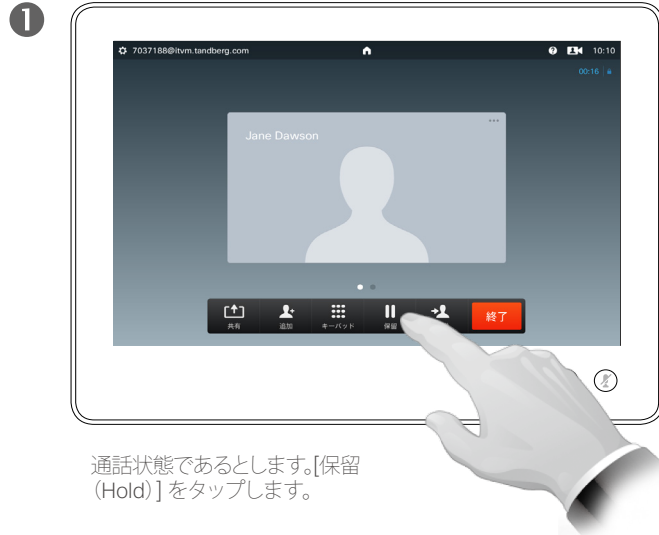 1
7037188@itvm.tandberg.com
10:10
00:16
Jane Dawson
共有
追加
キーパッド
保留
終了
通話状態であるとします。[保留
(Hold)] をタップします。